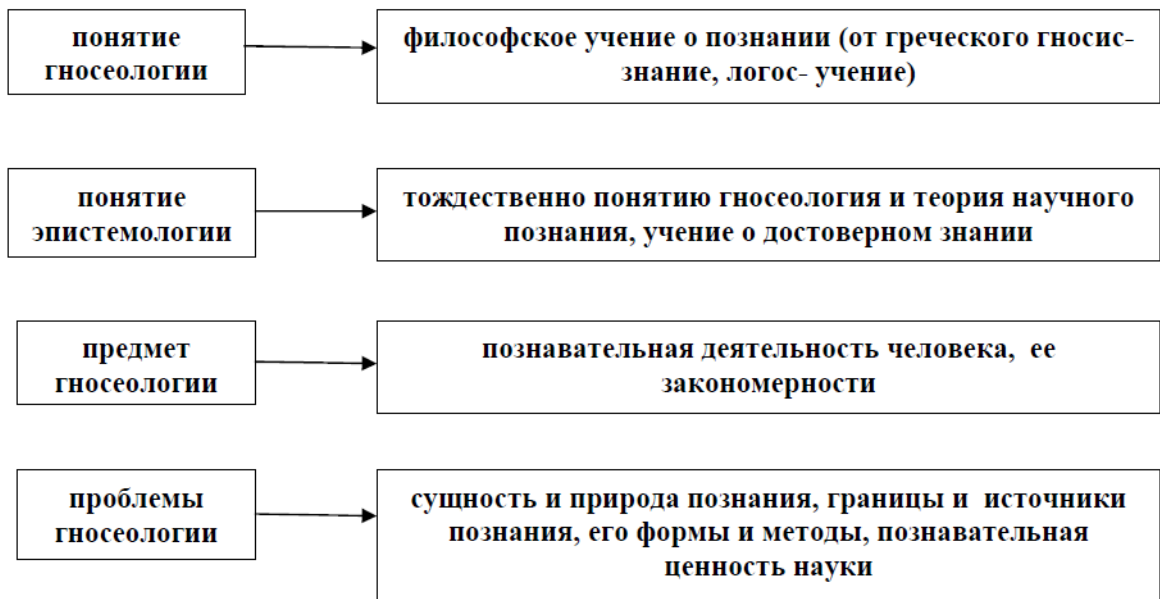 понятие
гносеологии
философское учение о познании (от греческого гносис-
знание, логос- учение)
понятие
эпистемологии
тождественно понятию гносеология и теория научного
познания, учение о достоверном знании
предмет
гносеологии
познавательная деятельность человека, ее
закономерности
проблемы
гносеологии
сущность и природа познания, границы и источники
познания, его формы и методы, познавательная
ценность науки